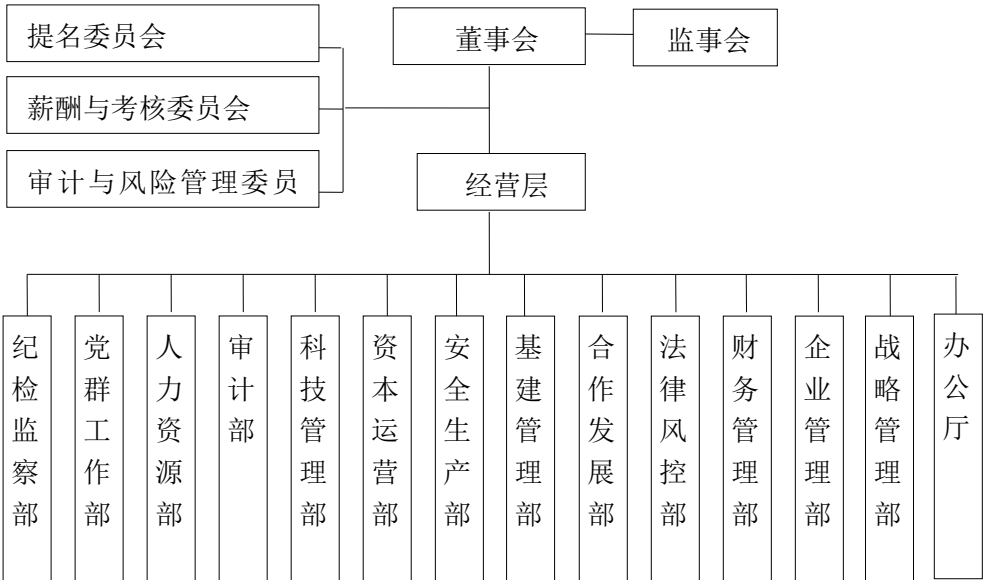 提名委员会
董事会
监事会
薪酬与考核委员会
审计与风险管理委员
经营层
纪检监察部
党群工作部
人力资源部
审计部
科技管理部
资本运营部
安全生产部
基建管理部
合作发展部
法律风控部
财务管理部
企业管理部
战略管理部
办公厅